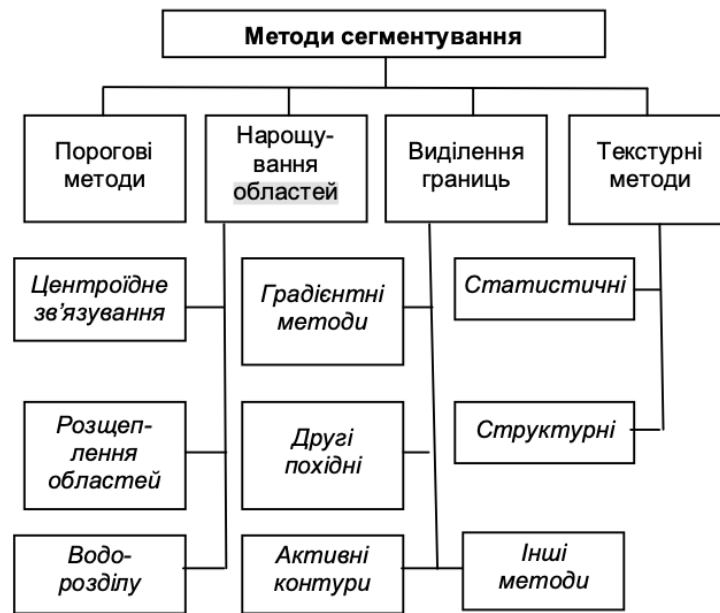 Методи сегментування
Порогові
методи
Нарощу-
вання
областей
Виділення
границь
Текстурні
методи
Центроїдне
зв’язування
Градієнтні
методи
Статистичні
Розщеп-
лення
областей
Другі
похідні
Структурні
Водо-
розділу
Активні
контури
Інші
методи